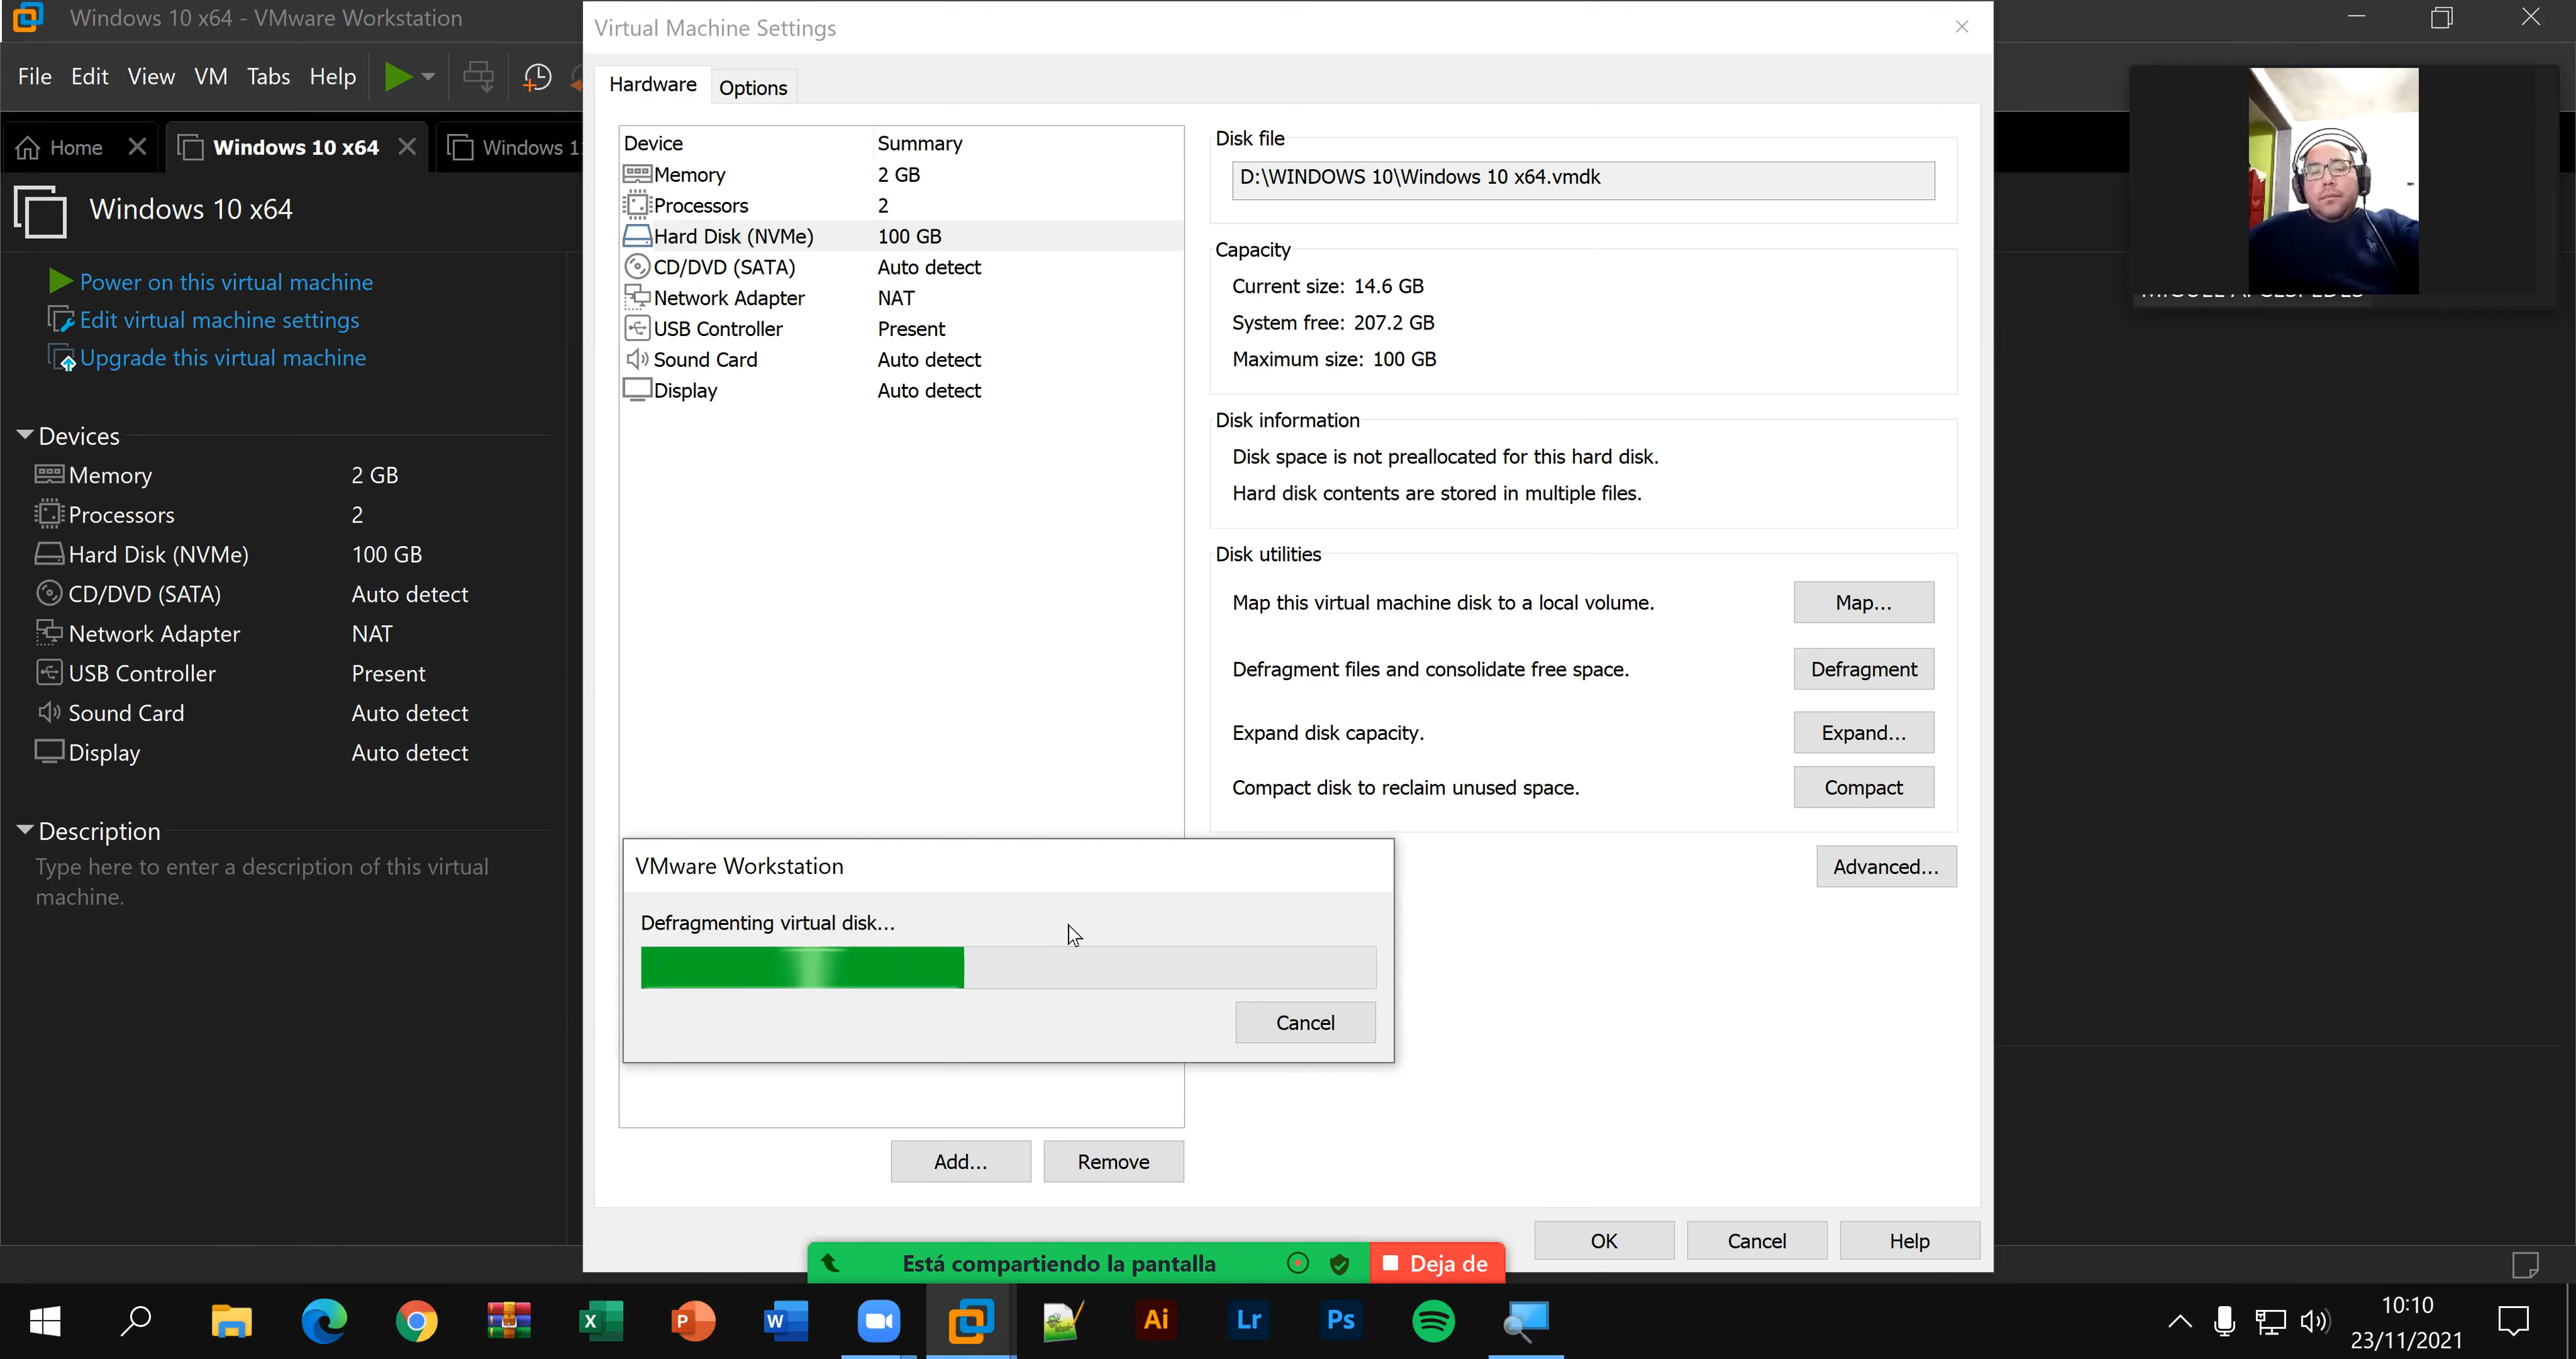 Windows 10 x64 - VMware Workstation
File Edit View VM Tabs Help
Home
Windows 10 x64
Windows 1
Windows 10 x64
Power on this virtual machine
Edit virtual machine settings
Upgrade this virtual machine
Devices
Memory 2 GB
Processors 2
Hard Disk (NVMe) 100 GB
CD/DVD (SATA) Auto detect
Network Adapter NAT
USB Controller Present
Sound Card Auto detect
Display Auto detect
Description
Type here to enter a description of this virtual
machine.
Virtual Machine Settings
Hardware
Options
Device Summary
Memory 2 GB
Processors 2
Hard Disk (NVMe) 100 GB
CD/DVD (SATA) Auto detect
Network Adapter NAT
USB Controller Present
Sound Card Auto detect
Display Auto detect
Disk file
D:\WINDOWS 10\Windows 10 x64.vmdk
Capacity
Current size: 14.6 GB
System free: 207.2 GB
Maximum size: 100 GB
Disk information
Disk space is not preallocated for this hard disk.
Hard disk contents are stored in multiple files.
Disk utilities
Map this virtual machine disk to a local volume. Map...
Defragment files and consolidate free space. Defragment
Expand disk capacity. Expand...
Compact disk to reclaim unused space. Compact
Advanced...
VMware Workstation
Defragmenting virtual disk...
Cancel
Add... Remove
OK Cancel Help
Está compartiendo la pantalla
Deja de
Ai
Lr
Ps
10:10
23/11/2021